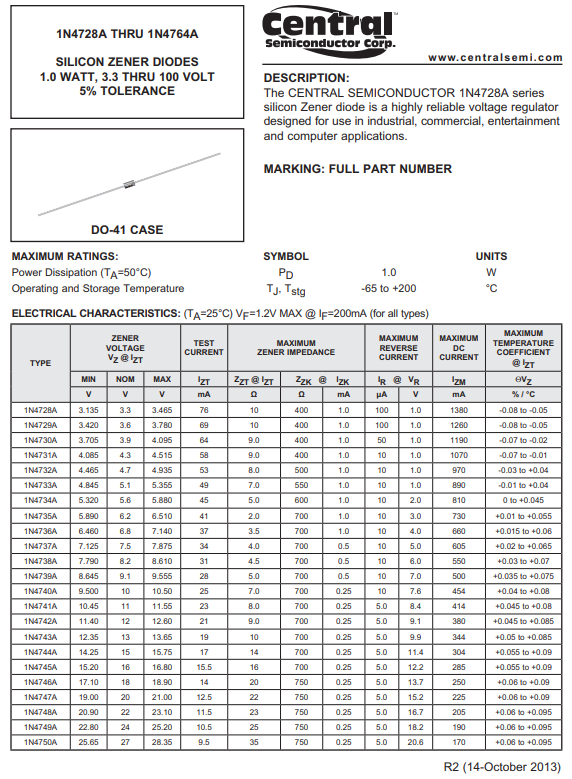 1N4728A THRU 1N4764A
SILICON ZENER DIODES
1.0 WATT, 3.3 THRU 100 VOLT
5% TOLERANCE
Central™
Semiconductor Corp.
www.centralsemi.com
DESCRIPTION:
The CENTRAL SEMICONDUCTOR 1N4728A series
silicon Zener diode is a highly reliable voltage regulator
designed for use in industrial, commercial, entertainment
and computer applications.
MARKING: FULL PART NUMBER
DO-41 CASE
MAXIMUM RATINGS: SYMBOL UNITS
Power Dissipation (TA=50°C) PD 1.0 W
Operating and Storage Temperature TJ, Tstg -65 to +200 °C
ELECTRICAL CHARACTERISTICS: (TA=25°C) VF=1.2V MAX @ IF=200mA (for all types)
TYPE ZENER VOLTAGE VZ @ IZT TEST CURRENT MAXIMUM ZENER IMPEDANCE MAXIMUM REVERSE CURRENT MAXIMUM DC CURRENT MAXIMUM TEMPERATURE COEFFICIENT @ IZT
MIN NOM MAX IZT ZZT @ IZT ZZK @ IZK IR @ VR IZM ΘVZ
V V V mA Ω Ω mA µA V mA % / °C
1N4728A 3.135 3.3 3.465 76 10 400 1.0 100 1.0 1380 -0.08 to -0.05
1N4729A 3.420 3.6 3.780 69 10 400 1.0 100 1.0 1260 -0.08 to -0.05
1N4730A 3.705 3.9 4.095 64 9.0 400 1.0 50 1.0 1190 -0.07 to -0.02
1N4731A 4.085 4.3 4.515 58 9.0 400 1.0 10 1.0 1070 -0.07 to -0.01
1N4732A 4.465 4.7 4.935 53 8.0 500 1.0 10 1.0 970 -0.03 to +0.04
1N4733A 4.845 5.1 5.355 49 7.0 550 1.0 10 1.0 890 -0.01 to +0.04
1N4734A 5.320 5.6 5.880 45 5.0 600 1.0 10 2.0 810 0 to +0.045
1N4735A 5.890 6.2 6.510 41 2.0 700 1.0 10 3.0 730 +0.01 to +0.055
1N4736A 6.460 6.8 7.140 37 3.5 700 1.0 10 4.0 660 +0.015 to +0.06
1N4737A 7.125 7.5 7.875 34 4.0 700 0.5 10 5.0 605 +0.02 to +0.065
1N4738A 7.790 8.2 8.610 31 4.5 700 0.5 10 6.0 550 +0.03 to +0.07
1N4739A 8.645 9.1 9.555 28 5.0 700 0.5 10 7.0 500 +0.035 to +0.075
1N4740A 9.500 10 10.50 25 7.0 700 0.25 10 7.6 454 +0.04 to +0.08
1N4741A 10.45 11 11.55 23 8.0 700 0.25 5.0 8.4 414 +0.045 to +0.08
1N4742A 11.40 12 12.60 21 9.0 700 0.25 5.0 9.1 380 +0.045 to +0.085
1N4743A 12.35 13 13.65 19 10 700 0.25 5.0 9.9 344 +0.05 to +0.085
1N4744A 14.25 15 15.75 17 14 700 0.25 5.0 11.4 304 +0.055 to +0.09
1N4745A 15.20 16 16.80 15.5 16 700 0.25 5.0 12.2 285 +0.055 to +0.09
1N4746A 17.10 18 18.90 14 20 750 0.25 5.0 13.7 250 +0.06 to +0.09
1N4747A 19.00 20 21.00 12.5 22 750 0.25 5.0 15.2 225 +0.06 to +0.09
1N4748A 20.90 22 23.10 11.5 23 750 0.25 5.0 16.7 205 +0.06 to +0.095
1N4749A 22.80 24 25.20 10.5 25 750 0.25 5.0 18.2 190 +0.06 to +0.095
1N4750A 25.65 27 28.35 9.5 35 750 0.25 5.0 20.6 170 +0.06 to +0.095
R2 (14-October 2013)